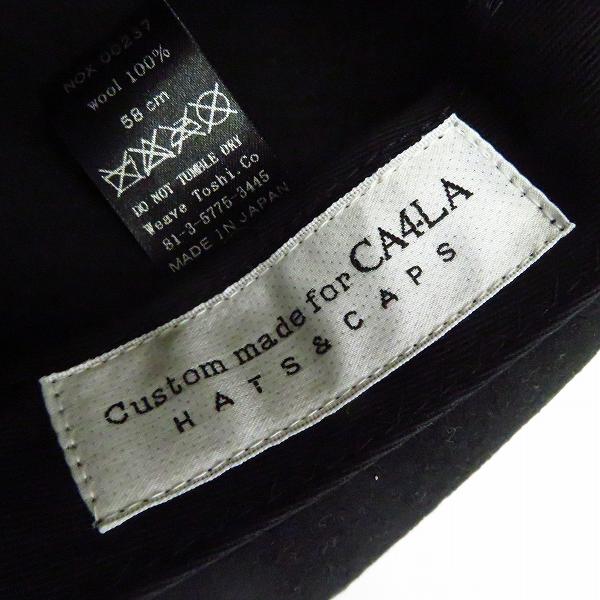 NOX 00237
wool 100%
58 cm
DO NOT TUMBLE DRY
Weave Toshi.Co
81-3-5775-3445
MADE IN JAPAN
Custom made for CA4LA
HATS & CAPS